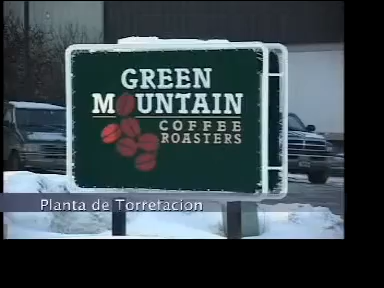 GREEN
MOUNTAIN
COFFEE
ROASTERS
Planta de Torrefacion